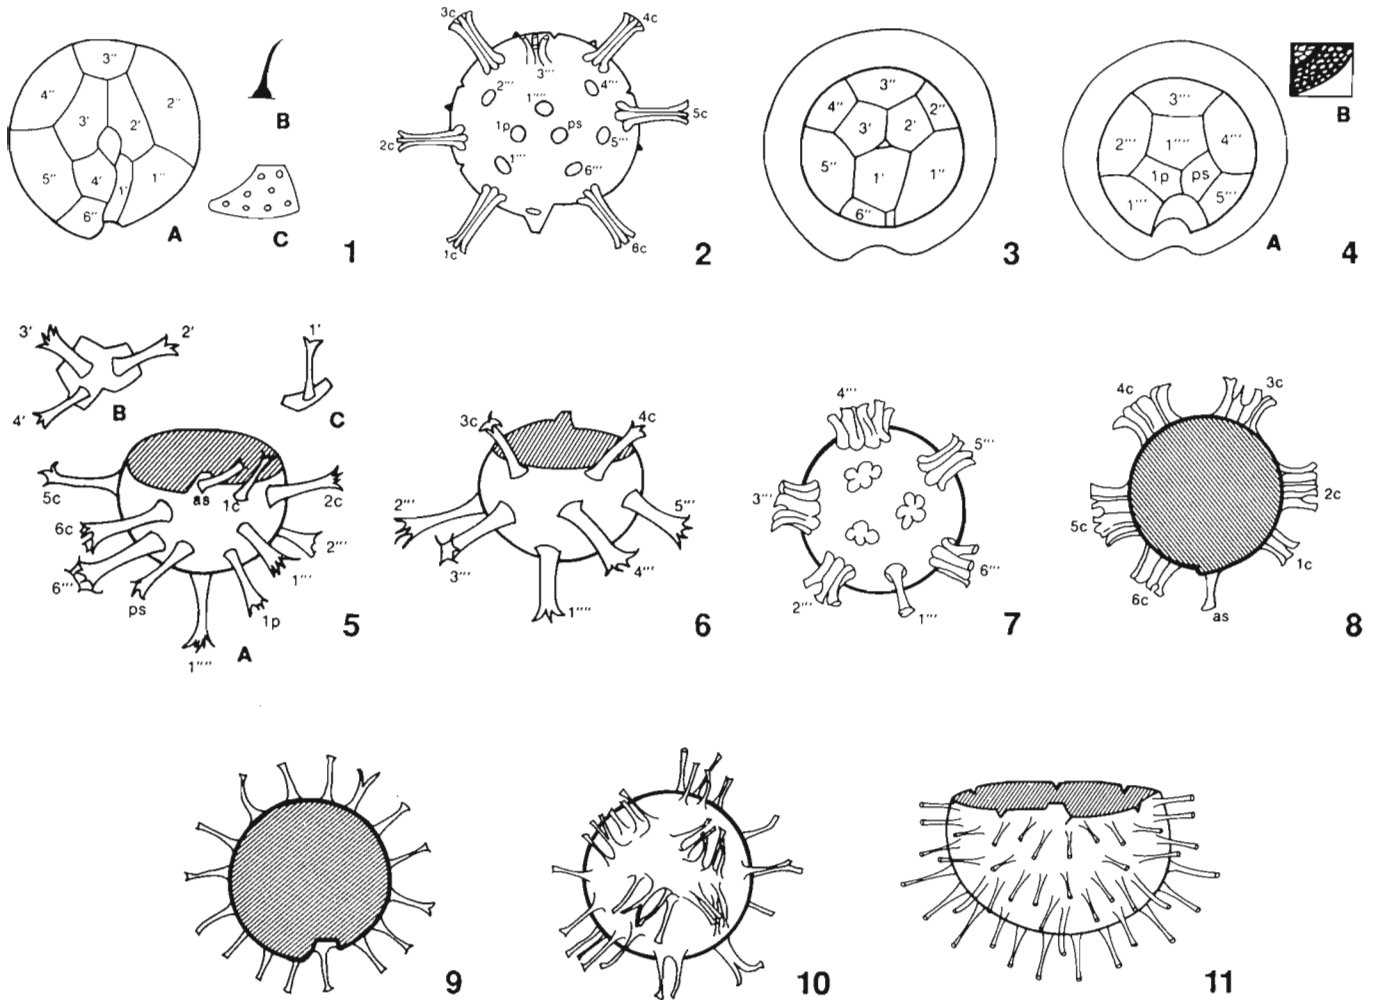 3″
4″
2″
3′
2′
5″
4′
1′
1″
6″
A
B
C
1
3c
4c
3‴
2‴
4‴
1⁗
5c
1p
ps
2c
5‴
1‴
6‴
1c
6c
2
3″
4″
2″
3′
2′
5″
1′
1″
6″
3
3‴
2‴
1⁗
4‴
1p
ps
1‴
5‴
A
B
4
3′
2′
4′
B
1′
C
5c
as
1c
2c
6c
2‴
6‴
1‴
ps
1p
1⁗
A
5
3c
4c
2‴
5‴
3‴
4‴
1⁗
6
4‴
5‴
3‴
2‴
6‴
1‴
7
4c
3c
2c
5c
1c
6c
as
8
9
10
11